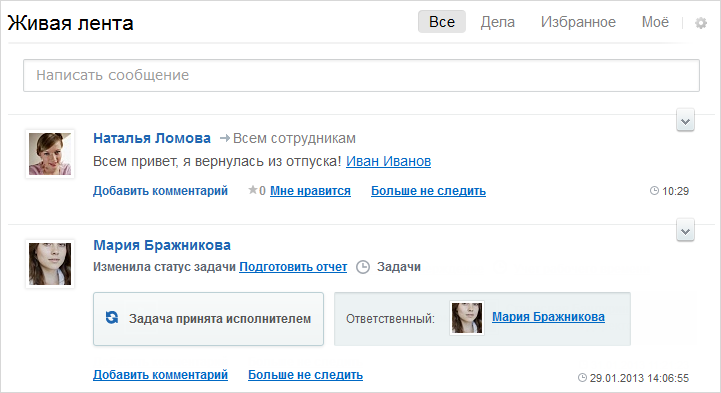 Живая лента
Все Дела Избранное Моё
Написать сообщение
Наталья Ломова Всем сотрудникам
Всем привет, я вернулась из отпуска! Иван Иванов
Добавить комментарий 0 Мне нравится Больше не следить 10:29
Мария Бражникова
Изменила статус задачи Подготовить отчет Задачи
Задача принята исполнителем Ответственный: Мария Бражникова
Добавить комментарий Больше не следить 29.01.2013 14:06:55